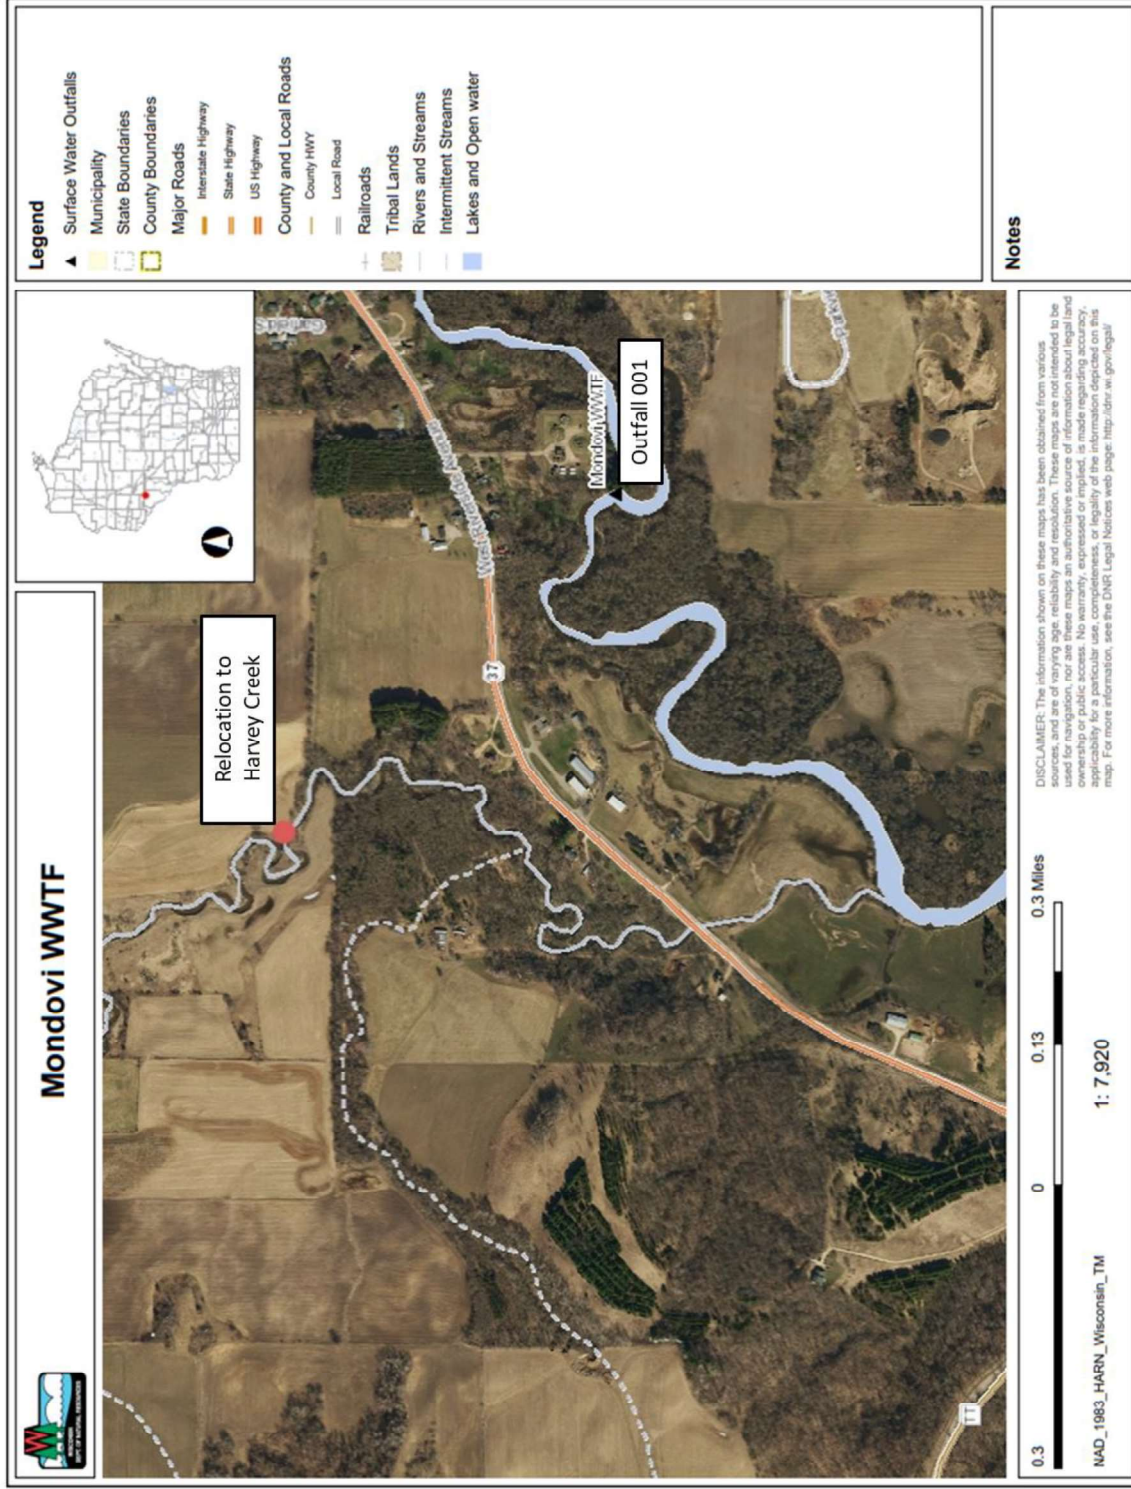 Mondovi WWTF
WISCONSIN
DEPT. OF NATURAL RESOURCES
Legend
Surface Water Outfalls
Municipality
State Boundaries
County Boundaries
Major Roads
Interstate Highway
State Highway
US Highway
County and Local Roads
County HWY
Local Road
Railroads
Tribal Lands
Rivers and Streams
Intermittent Streams
Lakes and Open water
Relocation to
Harvey Creek
37
Mondovi WWTF
Outfall 001
TT
0.3
0
0.13
0.3 Miles
NAD_1983_HARN_Wisconsin_TM
1: 7,920
DISCLAIMER: The information shown on these maps has been obtained from various
sources, and are of varying age, reliability and resolution. These maps are not intended to be
used for navigation, nor are these maps an authoritative source of information about legal land
ownership or public access. No warranty, expressed or implied, is made regarding accuracy,
applicability for a particular use, completeness, or legality of the information depicted on this
map. For more information, see the DNR Legal Notices web page: http://dnr.wi.gov/legal/
Notes